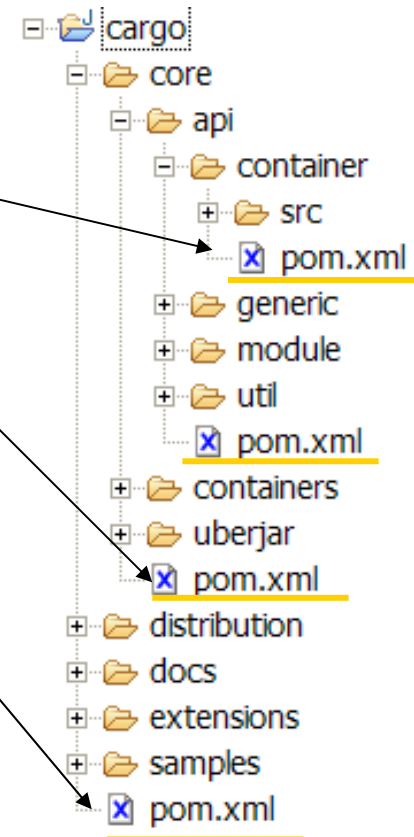 cargo
core
api
container
src
pom.xml
generic
module
util
pom.xml
containers
uberjar
pom.xml
distribution
docs
extensions
samples
pom.xml